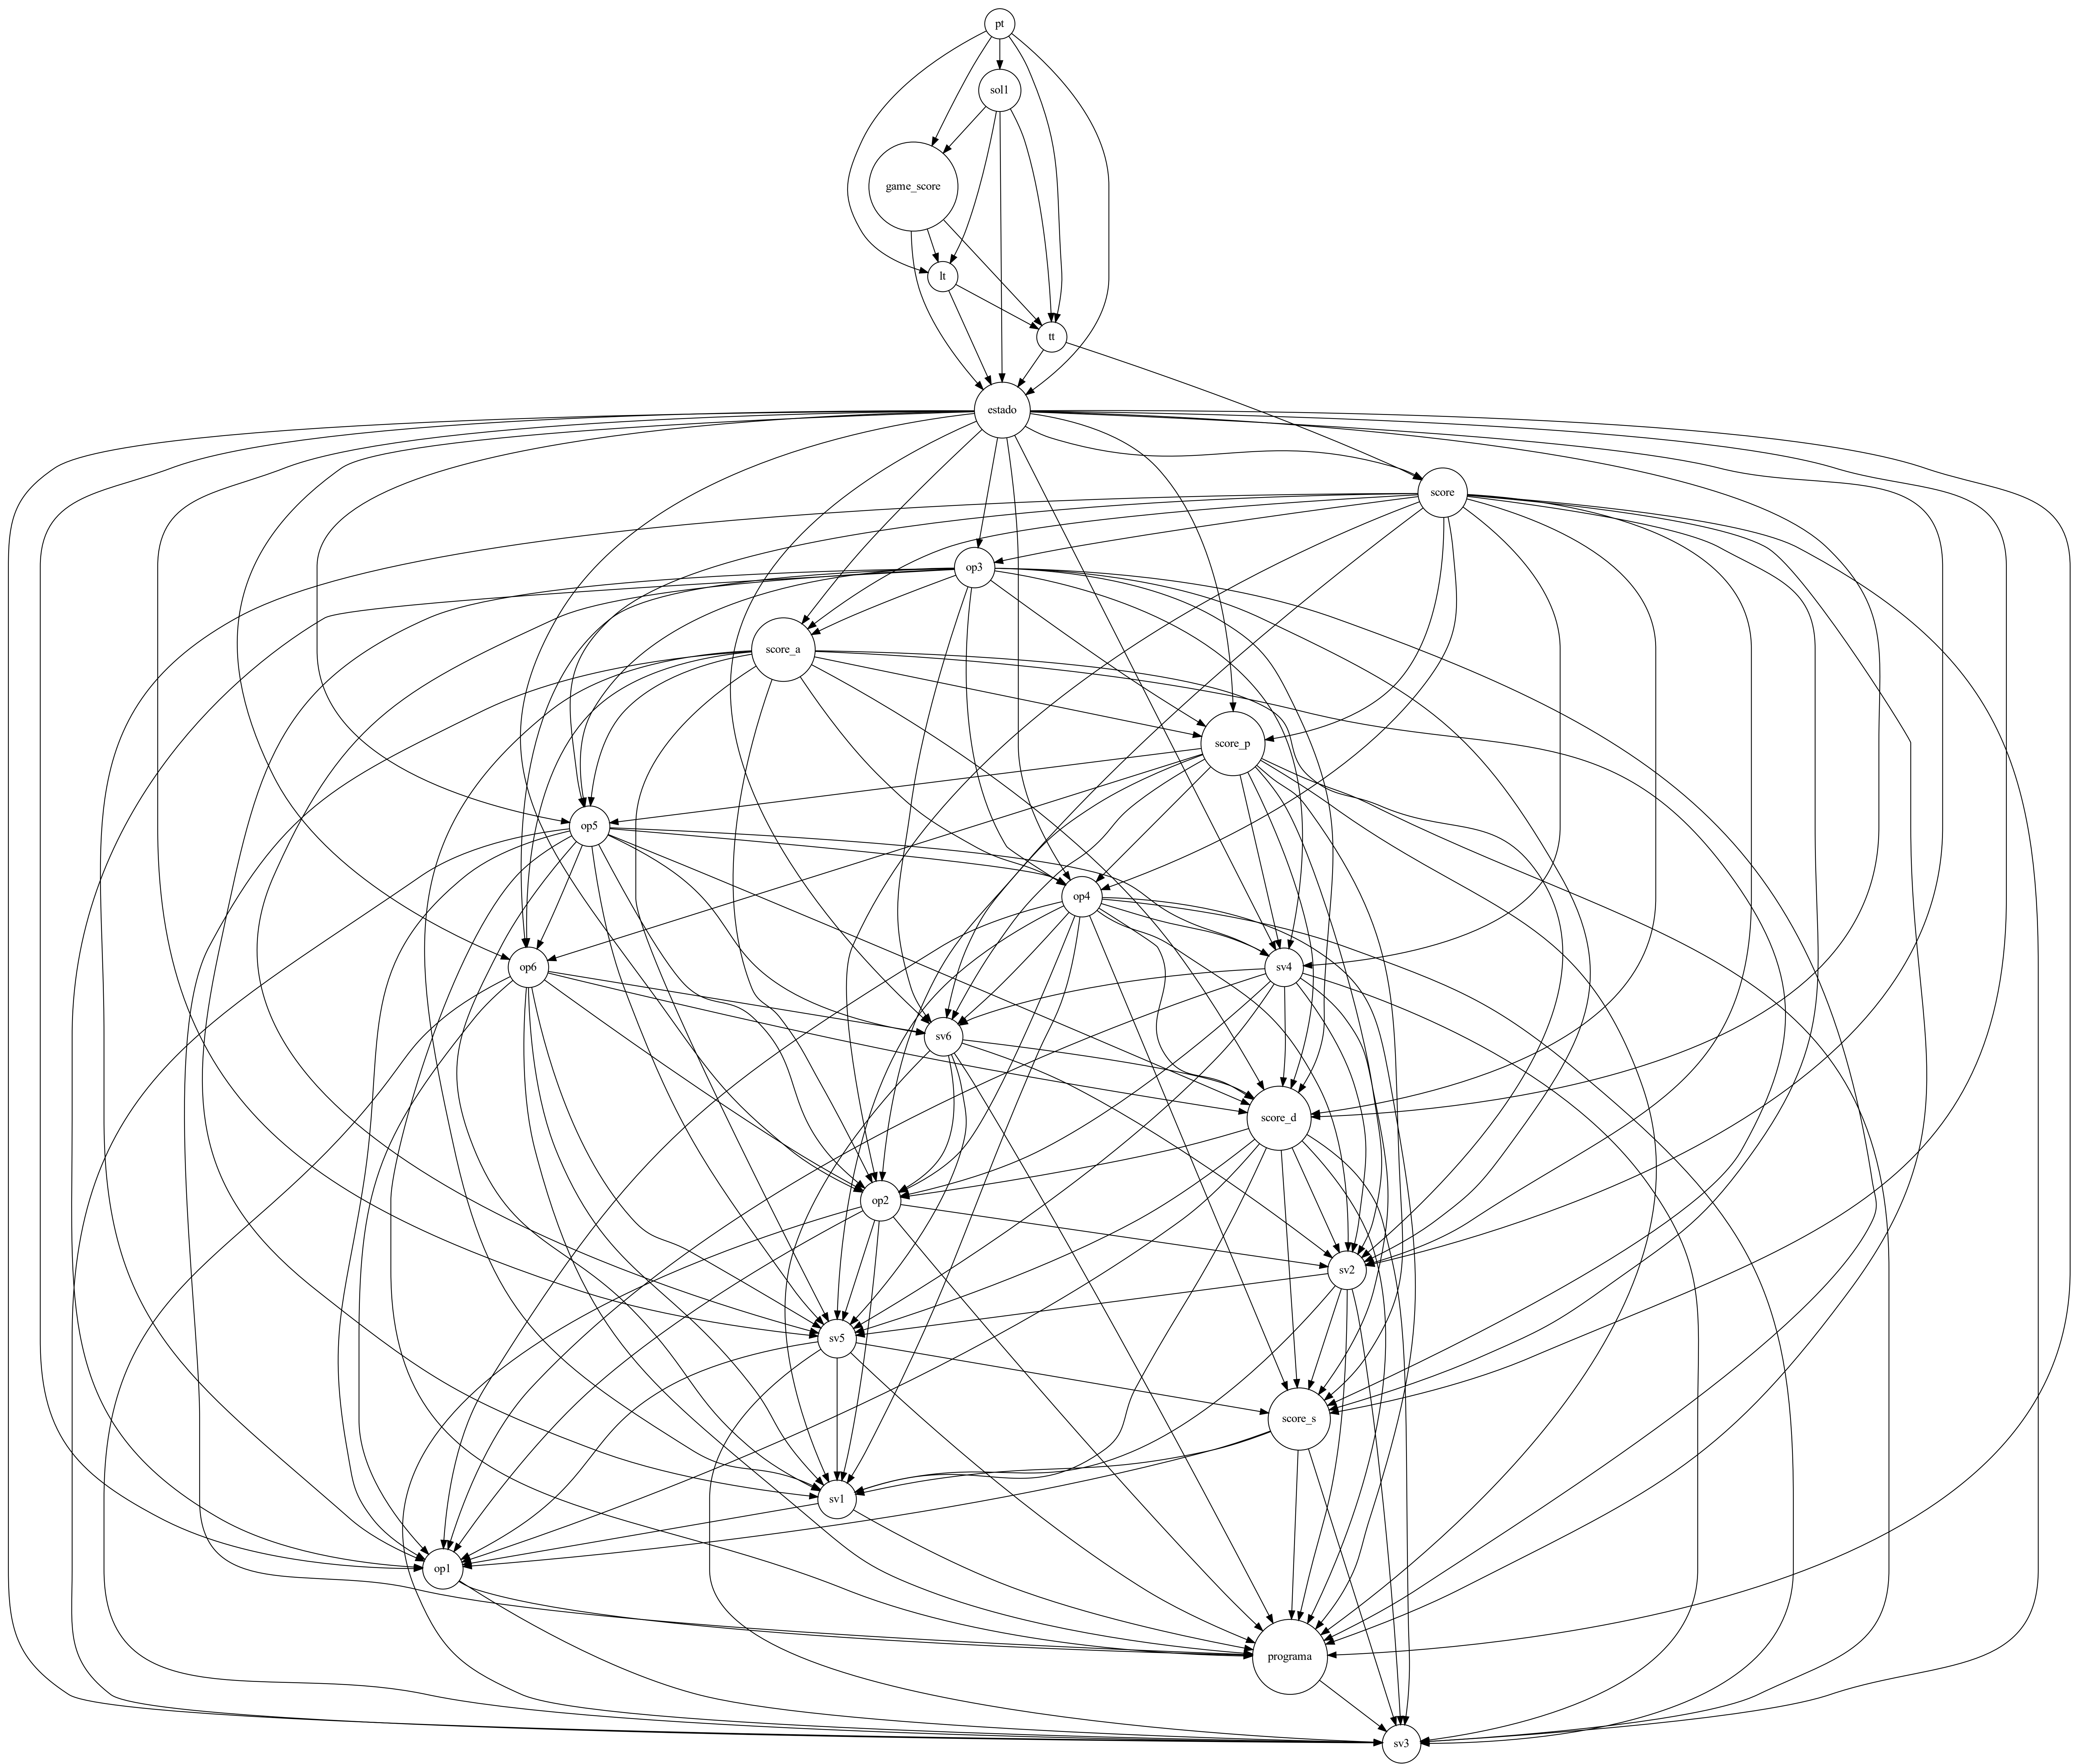 pt
sol1
game_score
lt
tt
estado
score
op3
score_a
score_p
op5
op4
op6
sv4
sv6
score_d
op2
sv2
sv5
score_s
sv1
op1
programa
sv3